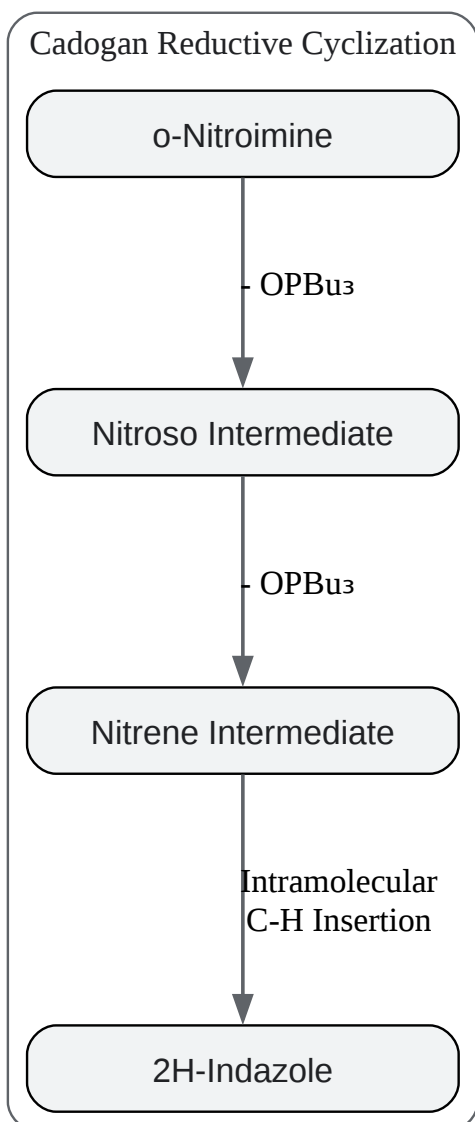 Cadogan Reductive Cyclization
o-Nitroimine
- OPBu₃
Nitroso Intermediate
- OPBu₃
Nitrene Intermediate
Intramolecular
C-H Insertion
2H-Indazole